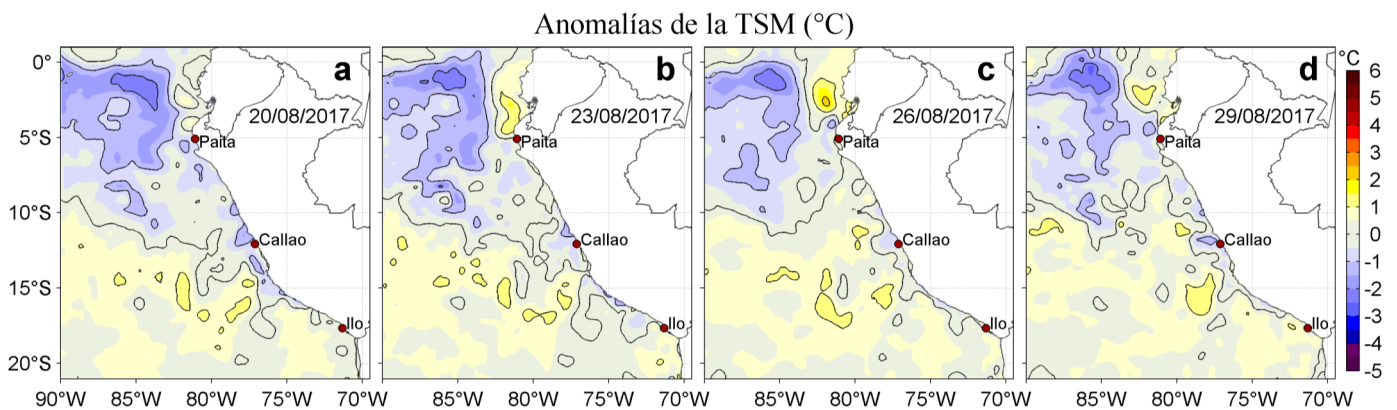 Anomalías de la TSM (°C)
a
20/08/2017
Paita
Callao
Ilo
b
23/08/2017
Paita
Callao
Ilo
c
26/08/2017
Paita
Callao
Ilo
d
29/08/2017
Paita
Callao
Ilo
0°
5°S
10°S
15°S
20°S
90°W 85°W 80°W 75°W 70°W
85°W 80°W 75°W 70°W
85°W 80°W 75°W 70°W
85°W 80°W 75°W 70°W
°C
6
5
4
3
2
1
0
-1
-2
-3
-4
-5